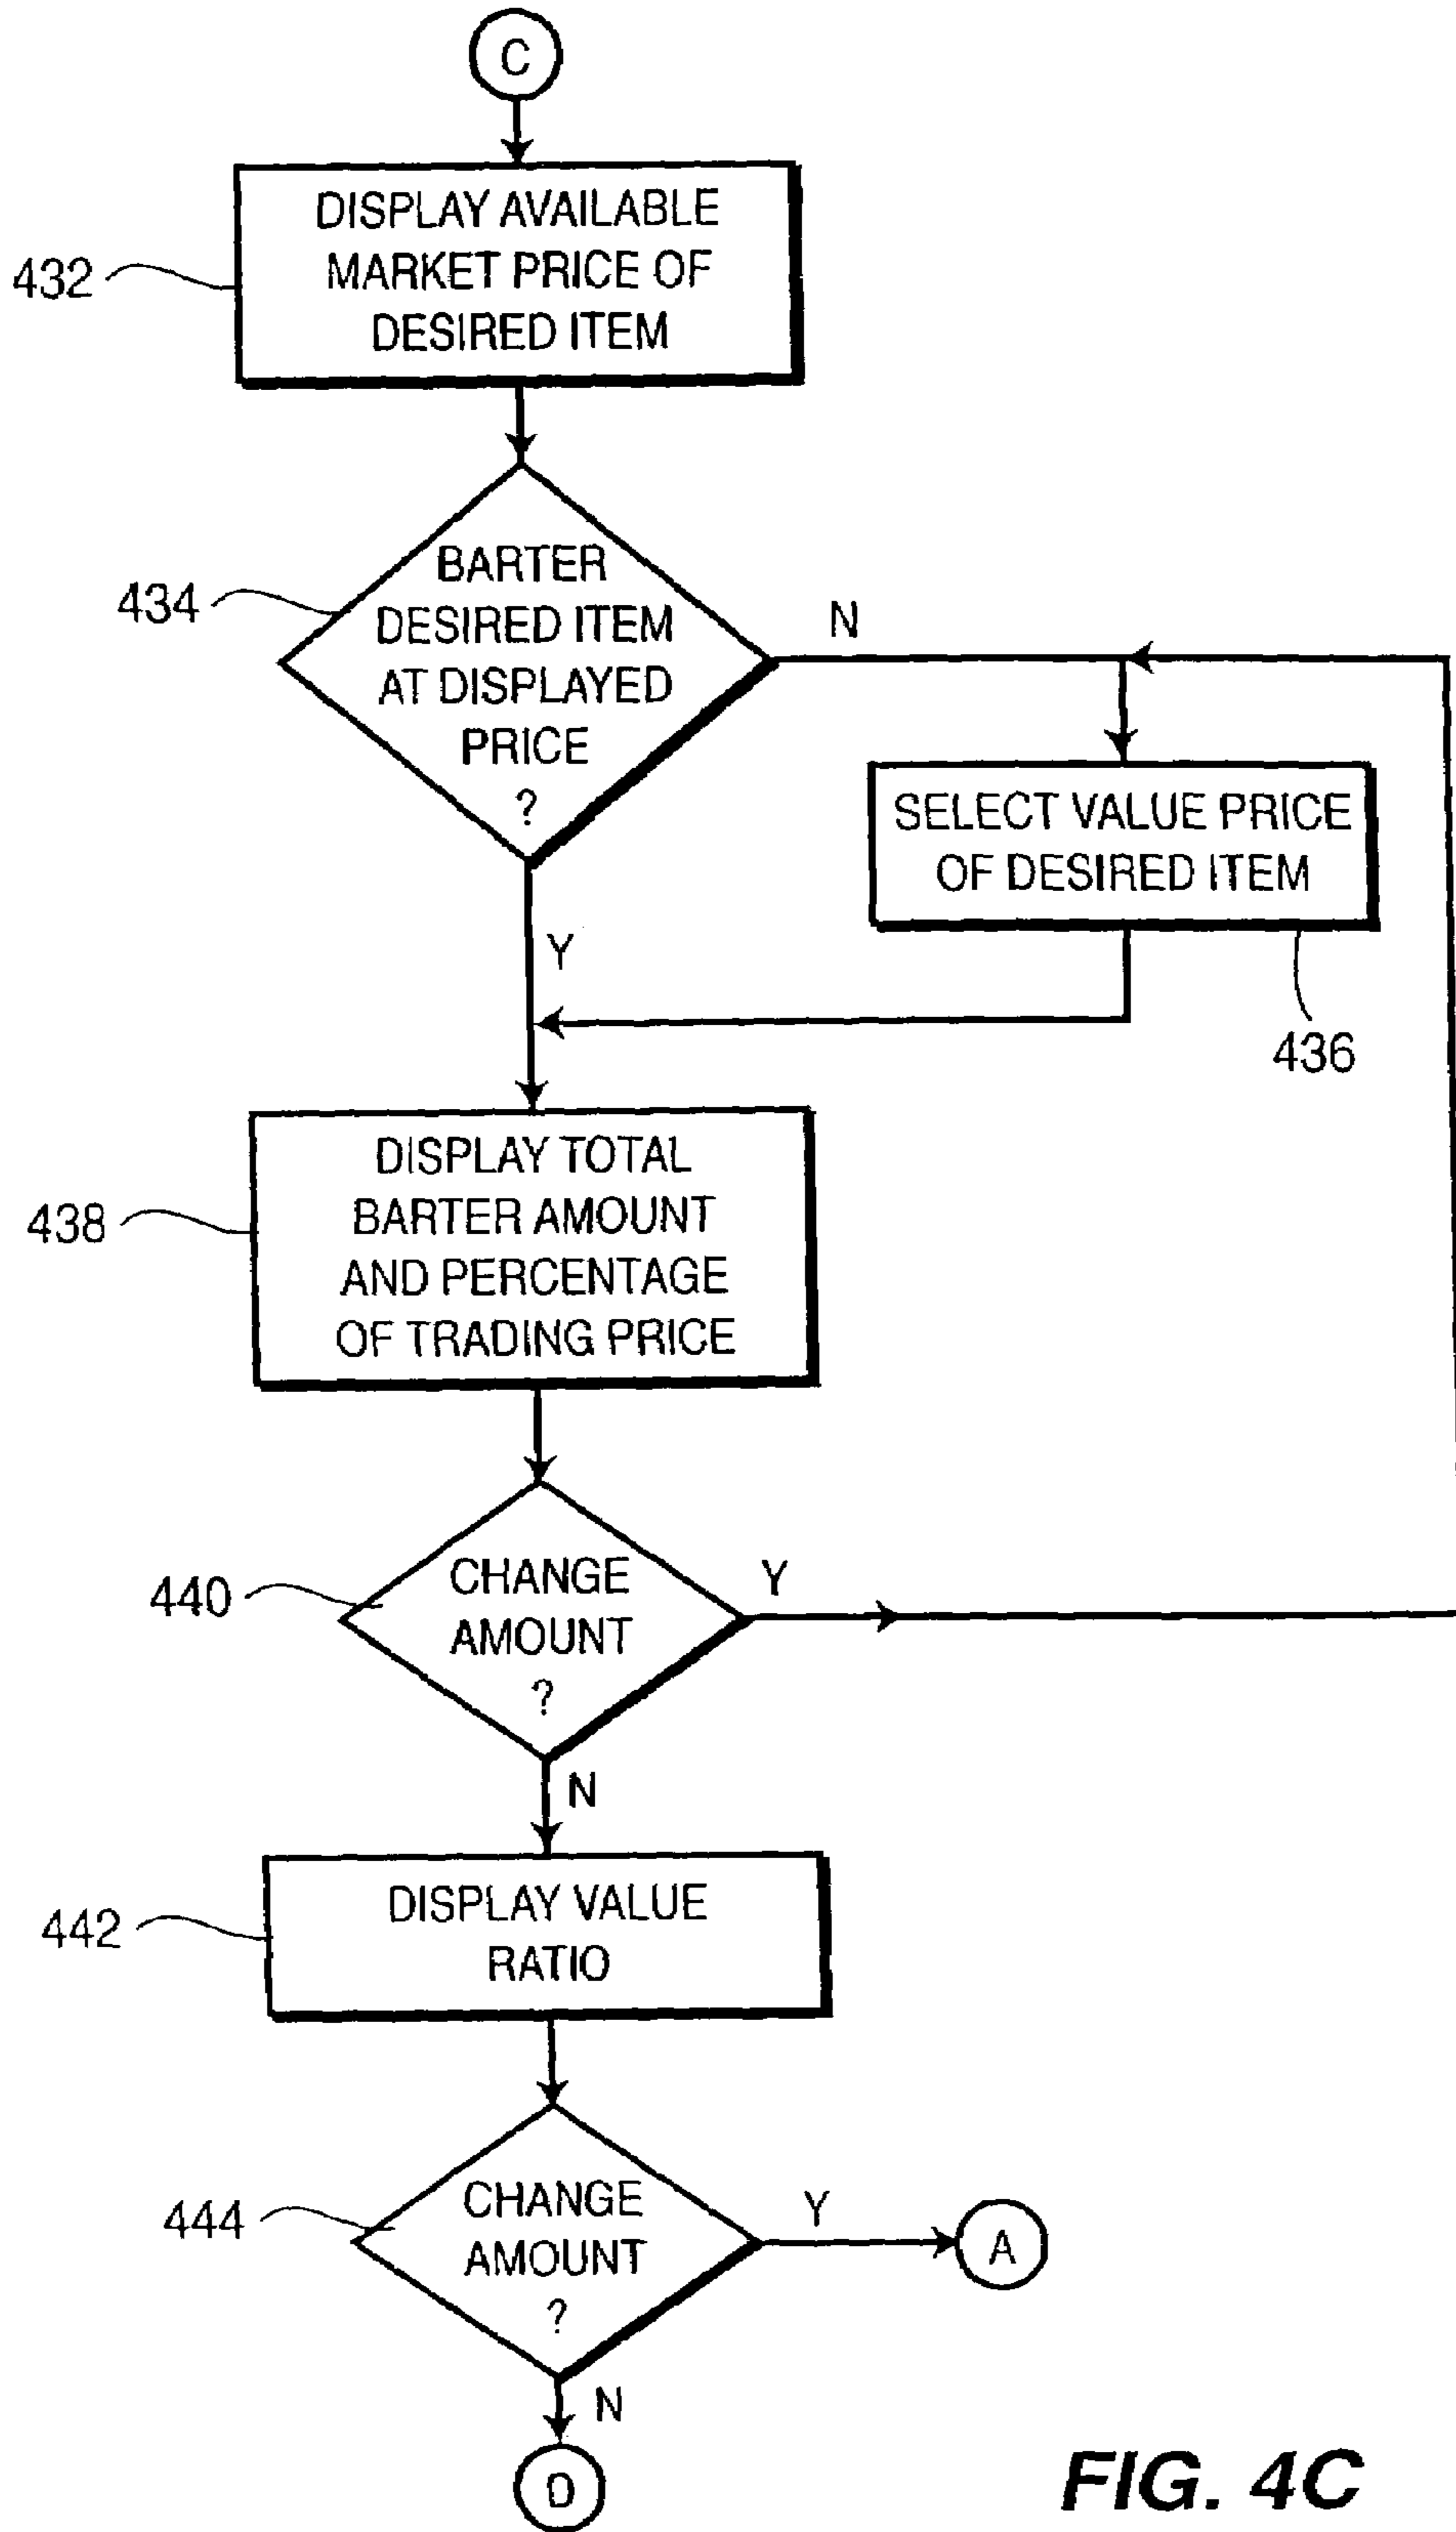 C
DISPLAY AVAILABLE
MARKET PRICE OF
DESIRED ITEM
432
BARTER
DESIRED ITEM
AT DISPLAYED
PRICE
?
434
N
SELECT VALUE PRICE
OF DESIRED ITEM
436
Y
DISPLAY TOTAL
BARTER AMOUNT
AND PERCENTAGE
OF TRADING PRICE
438
CHANGE
AMOUNT
?
440
Y
N
DISPLAY VALUE
RATIO
442
CHANGE
AMOUNT
?
444
Y
A
N
D
FIG. 4C